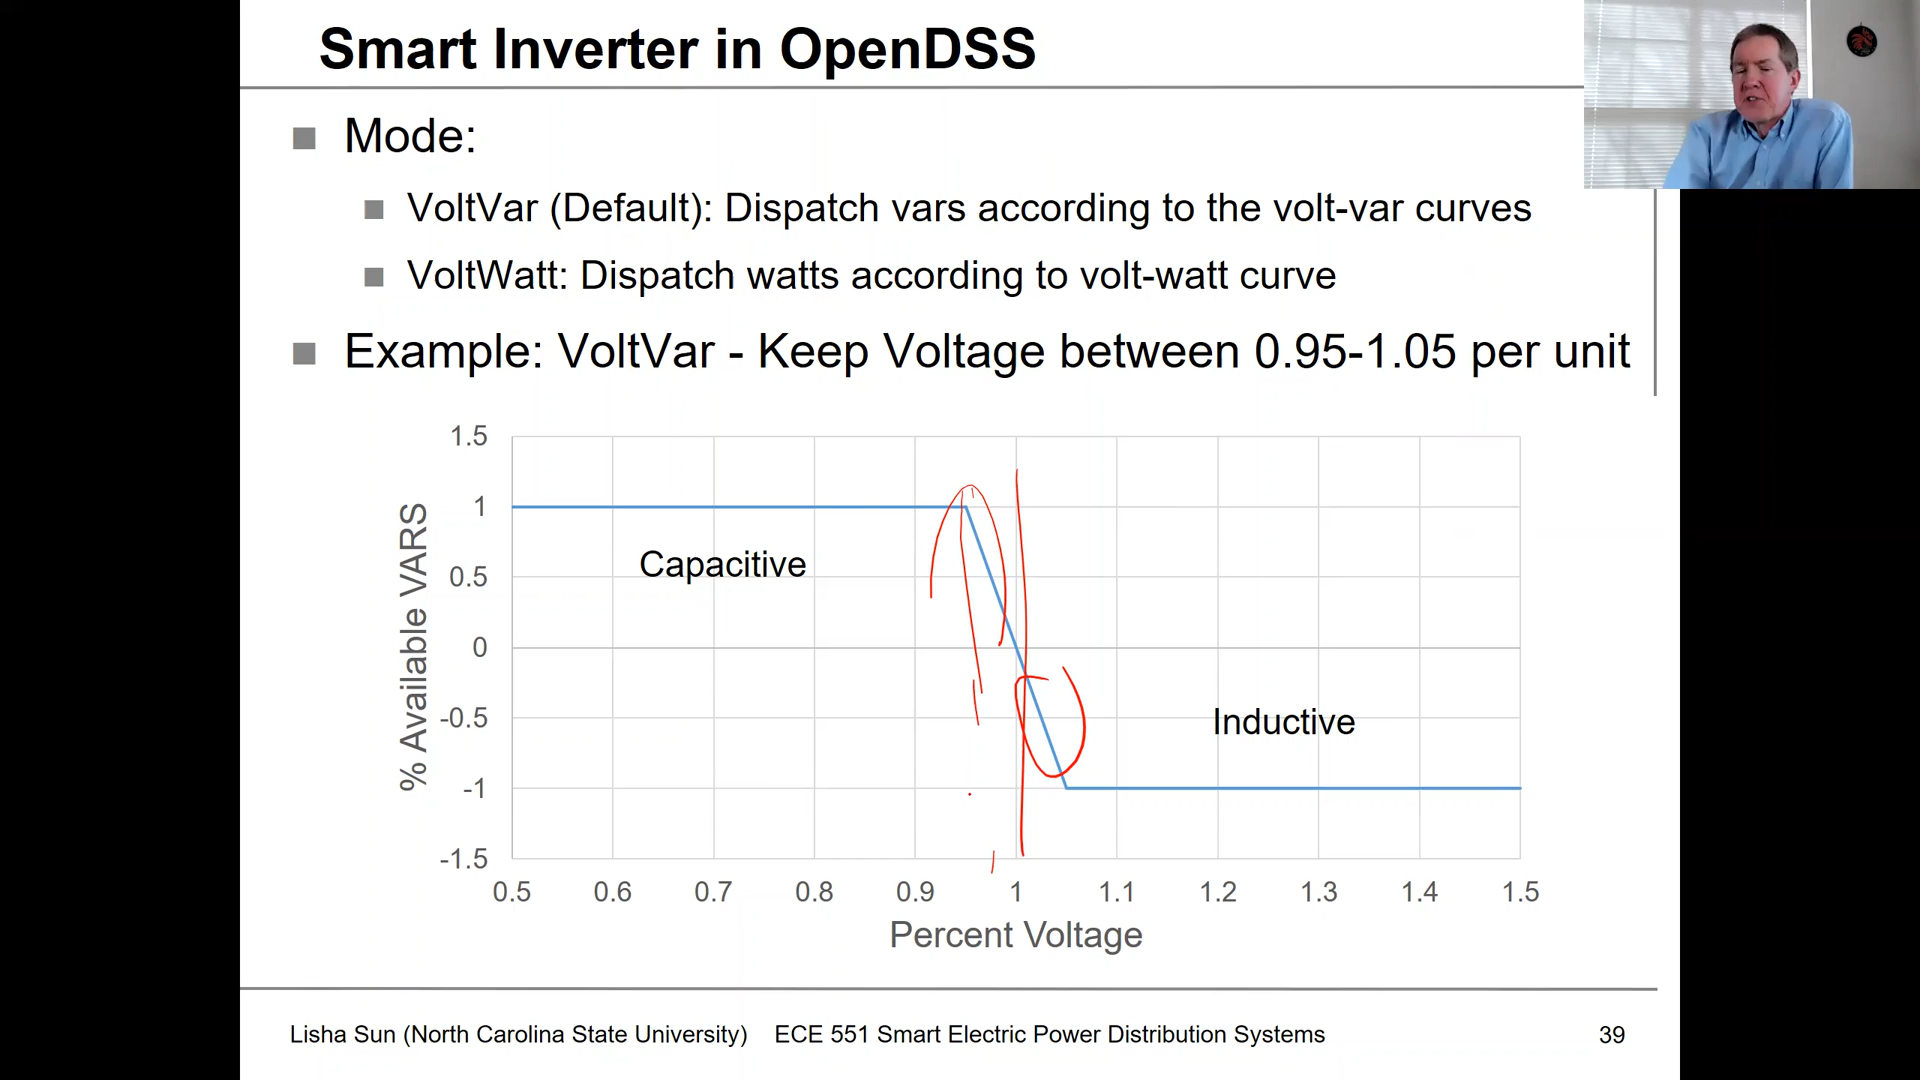 Smart Inverter in OpenDSS
Mode:
VoltVar (Default): Dispatch vars according to the volt-var curves
VoltWatt: Dispatch watts according to volt-watt curve
Example: VoltVar - Keep Voltage between 0.95-1.05 per unit
1.5
1
0.5
0
-0.5
-1
-1.5
% Available VARS
Capacitive
Inductive
0.5 0.6 0.7 0.8 0.9 1 1.1 1.2 1.3 1.4 1.5
Percent Voltage
Lisha Sun (North Carolina State University) ECE 551 Smart Electric Power Distribution Systems 39